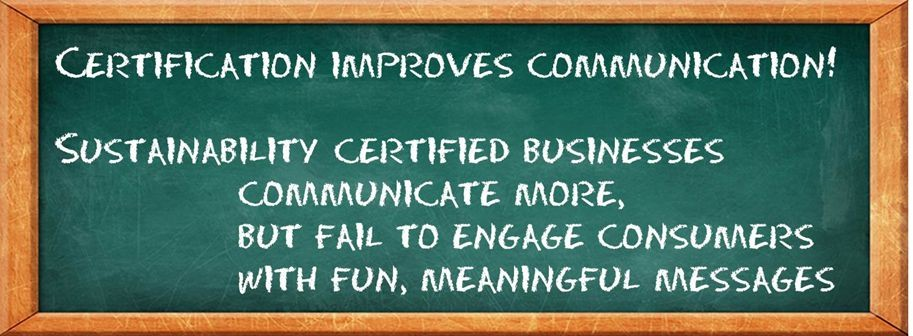 Certification improves communication!
Sustainability certified businesses
communicate more,
but fail to engage consumers
with fun, meaningful messages